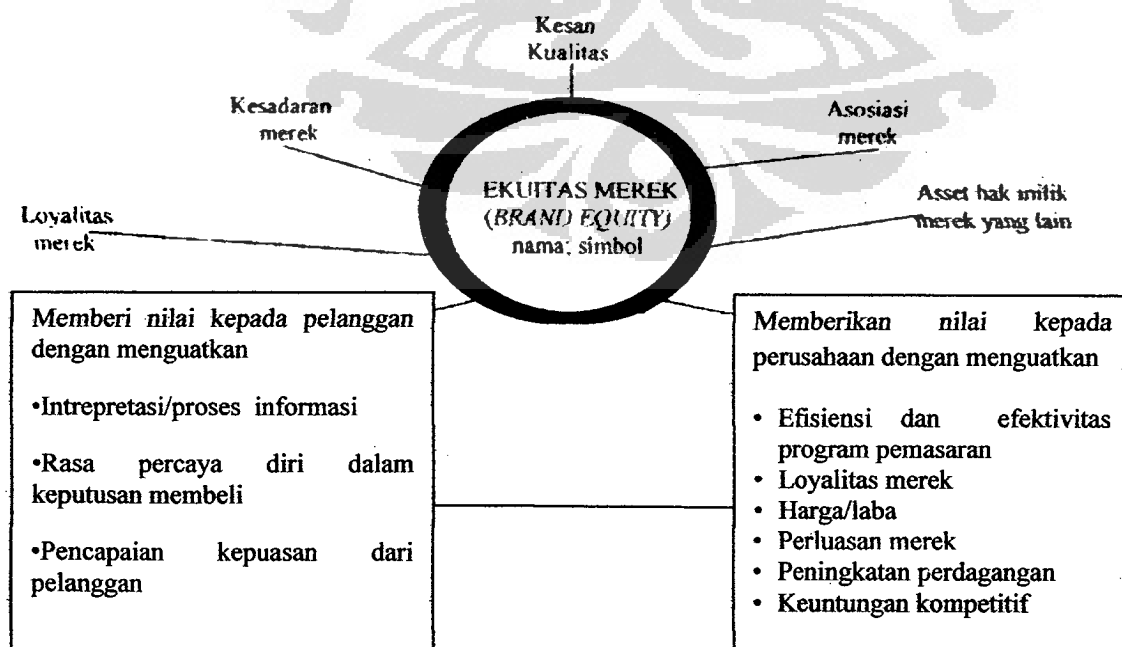 Kesan
Kualitas
Kesadaran
merek
Asosiasi
merek
Loyalitas
merek
EKUITAS MEREK
(BRAND EQUITY)
nama; simbol
Asset hak milik
merek yang lain
Memberi nilai kepada pelanggan
dengan menguatkan
•Intrepretasi/proses informasi
•Rasa percaya diri dalam
keputusan membeli
•Pencapaian kepuasan dari
pelanggan
Memberikan nilai kepada
perusahaan dengan menguatkan
• Efisiensi dan efektivitas
program pemasaran
• Loyalitas merek
• Harga/laba
• Perluasan merek
• Peningkatan perdagangan
• Keuntungan kompetitif